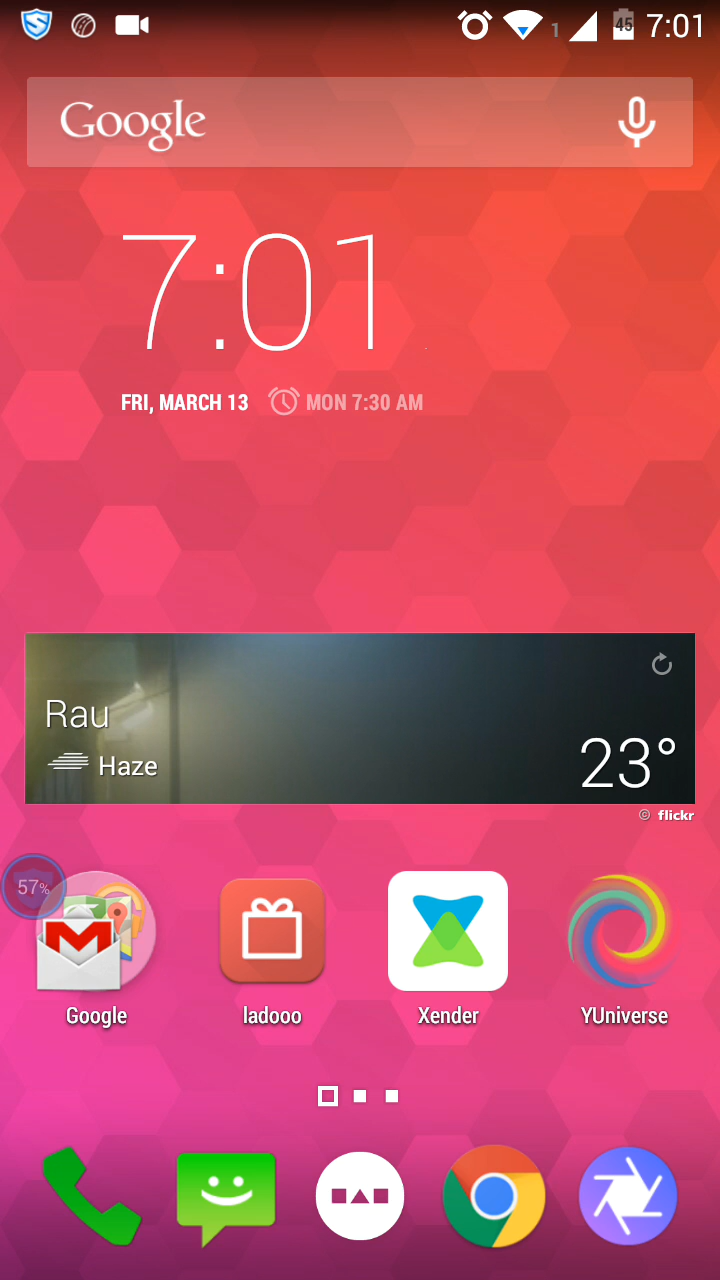 1 45 7:01
Google
7:01
FRI, MARCH 13 MON 7:30 AM
Rau
Haze
23°
© flickr
57%
Google ladooo Xender YUniverse